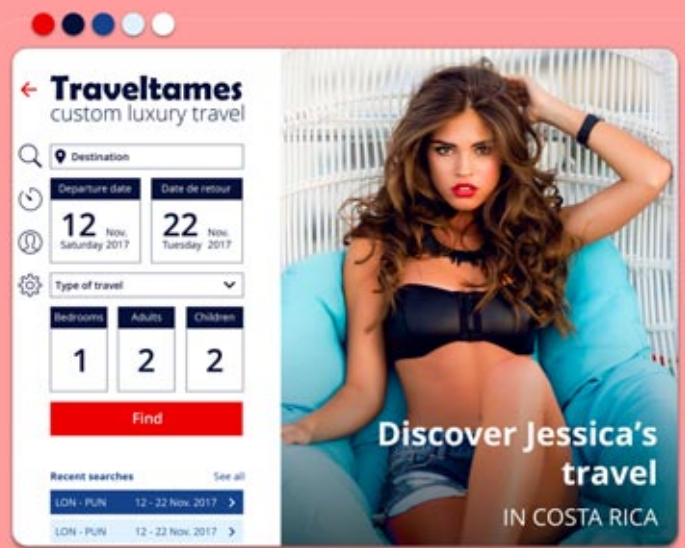 Traveltames
custom luxury travel
Destination
Departure date
12 Nov.
Saturday 2017
Date de retour
22 Nov.
Tuesday 2017
Type of travel
Bedrooms
1
Adults
2
Children
2
Find
Recent searches See all
LON - PUN 12 - 22 Nov. 2017 >
LON - PUN 12 - 22 Nov. 2017 >
Discover Jessica's
travel
IN COSTA RICA